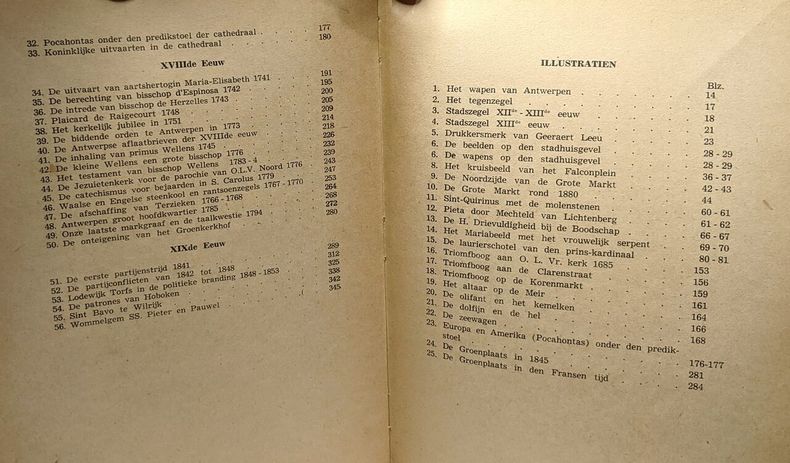 32. Pocahontas onder den predikstoel der cathedraal . . 177
33. Koninklijke uitvaarten in de cathedraal . . 180
XVIIIde Eeuw
34. De uitvaart van aartshertogin Maria-Elisabeth 1741 191
35. De berechting van bisschop d'Espinosa 1742 195
36. De intrede van bisschop de Herzelles 1743 200
37. Plaicard de Raigecourt 1748 205
38. Het kerkelijk jubilee in 1751 209
39. De biddende orden te Antwerpen in 1773 214
40. De Antwerpse aflaatbrieven der XVIIIde eeuw 218
41. De inhaling van primus Wellens 1745 226
42. De kleine Wellens een grote bisschop 1776 232
43. Het testament van bisschop Wellens 1783-4 239
44. De Jezuietenkerk voor de parochie van O.L.V. Noord 1776 243
45. De catechismus voor bejaarden in S. Carolus 1779 247
46. Waalse en Engelse steenkool en rantsoenzegels 1767-1770 253
47. De afschaffing van Terzieken 1766-1768 264
48. Antwerpen groot hoofdkwartier 1785 268
49. Onze laatste markgraaf en de taalkwestie 1794 272
50. De onteigening van het Groenkerkhof 280
XIXde Eeuw
51. De eerste partijenstrijd 1841 289
52. De partijconflicten van 1842 tot 1848 312
53. Lodewijk Torfs in de politieke branding 1848-1853 325
54. De patrones van Hoboken 338
55. Sint Bavo te Wilrijk 342
56. Wommelgem SS. Pieter en Pauwel 345
ILLUSTRATIEN
Blz.
1. Het wapen van Antwerpen 14
2. Het tegenzegel 17
3. Stadszegel XIIde - XIIIde eeuw 18
4. Stadszegel XIIIde eeuw 21
5. Drukkersmerk van Geeraert Leeu 23
6. De beelden op den stadhuisgevel 28 - 29
6. De wapens op den stadhuisgevel 28 - 29
8. Het kruisbeeld van het Falconplein 36 - 37
9. De Noordzijde van de Grote Markt 42 - 43
10. De Grote Markt rond 1880 44
11. Sint-Quirinus met de molenstenen 60 - 61
12. Pieta door Mechteld van Lichtenberg 61 - 62
13. De H. Drievuldigheid bij de Boodschap 66 - 67
14. Het Mariabeeld met het vrouwelijk serpent 69 - 70
15. De laurierschotel van den prins-kardinaal 80 - 81
16. Triomfboog aan O. L. Vr. kerk 1685 153
17. Triomfboog aan de Clarenstraat 156
18. Triomfboog op de Korenmarkt 159
19. Het altaar op de Meir 161
20. De olifant en het kemelken 164
21. De dolfijn en de hel 166
22. De zeewagen 168
23. Europa en Amerika (Pocahontas) onder den predik-
stoel 176-177
24. De Groenplaats in 1845 281
25. De Groenplaats in den Fransen tijd 284